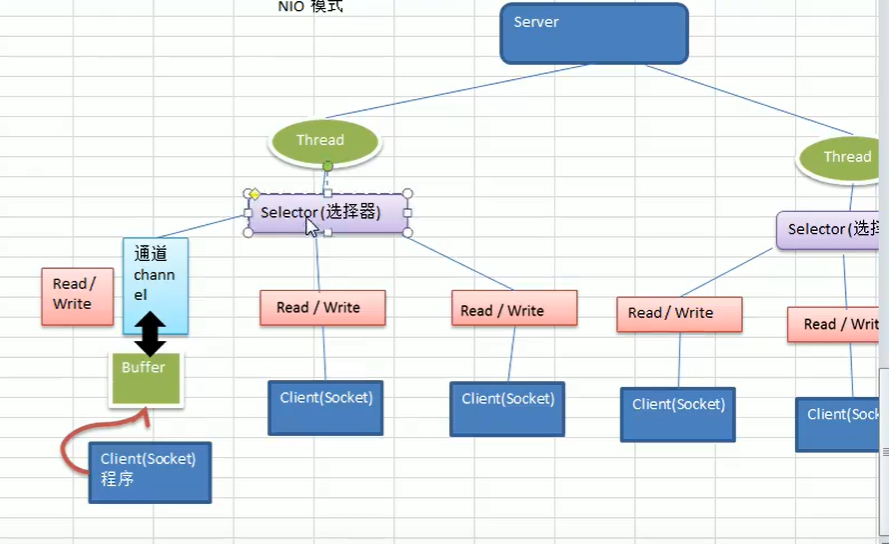 NIO 模式
Server
Thread
Thread
Selector(选择器)
Selector(选择
通道
chann
el
Read /
Write
Read / Write
Read / Write
Read / Write
Read / Writ
Buffer
Client(Socket)
Client(Socket)
Client(Socket)
Client(Sock
Client(Socket)
程序